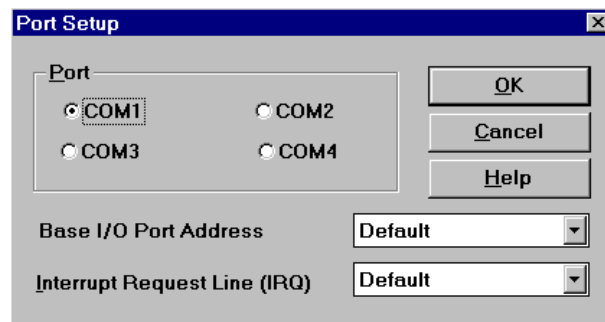 Port Setup
Port
COM1
COM2
COM3
COM4
OK
Cancel
Help
Base I/O Port Address
Default
Interrupt Request Line (IRQ)
Default